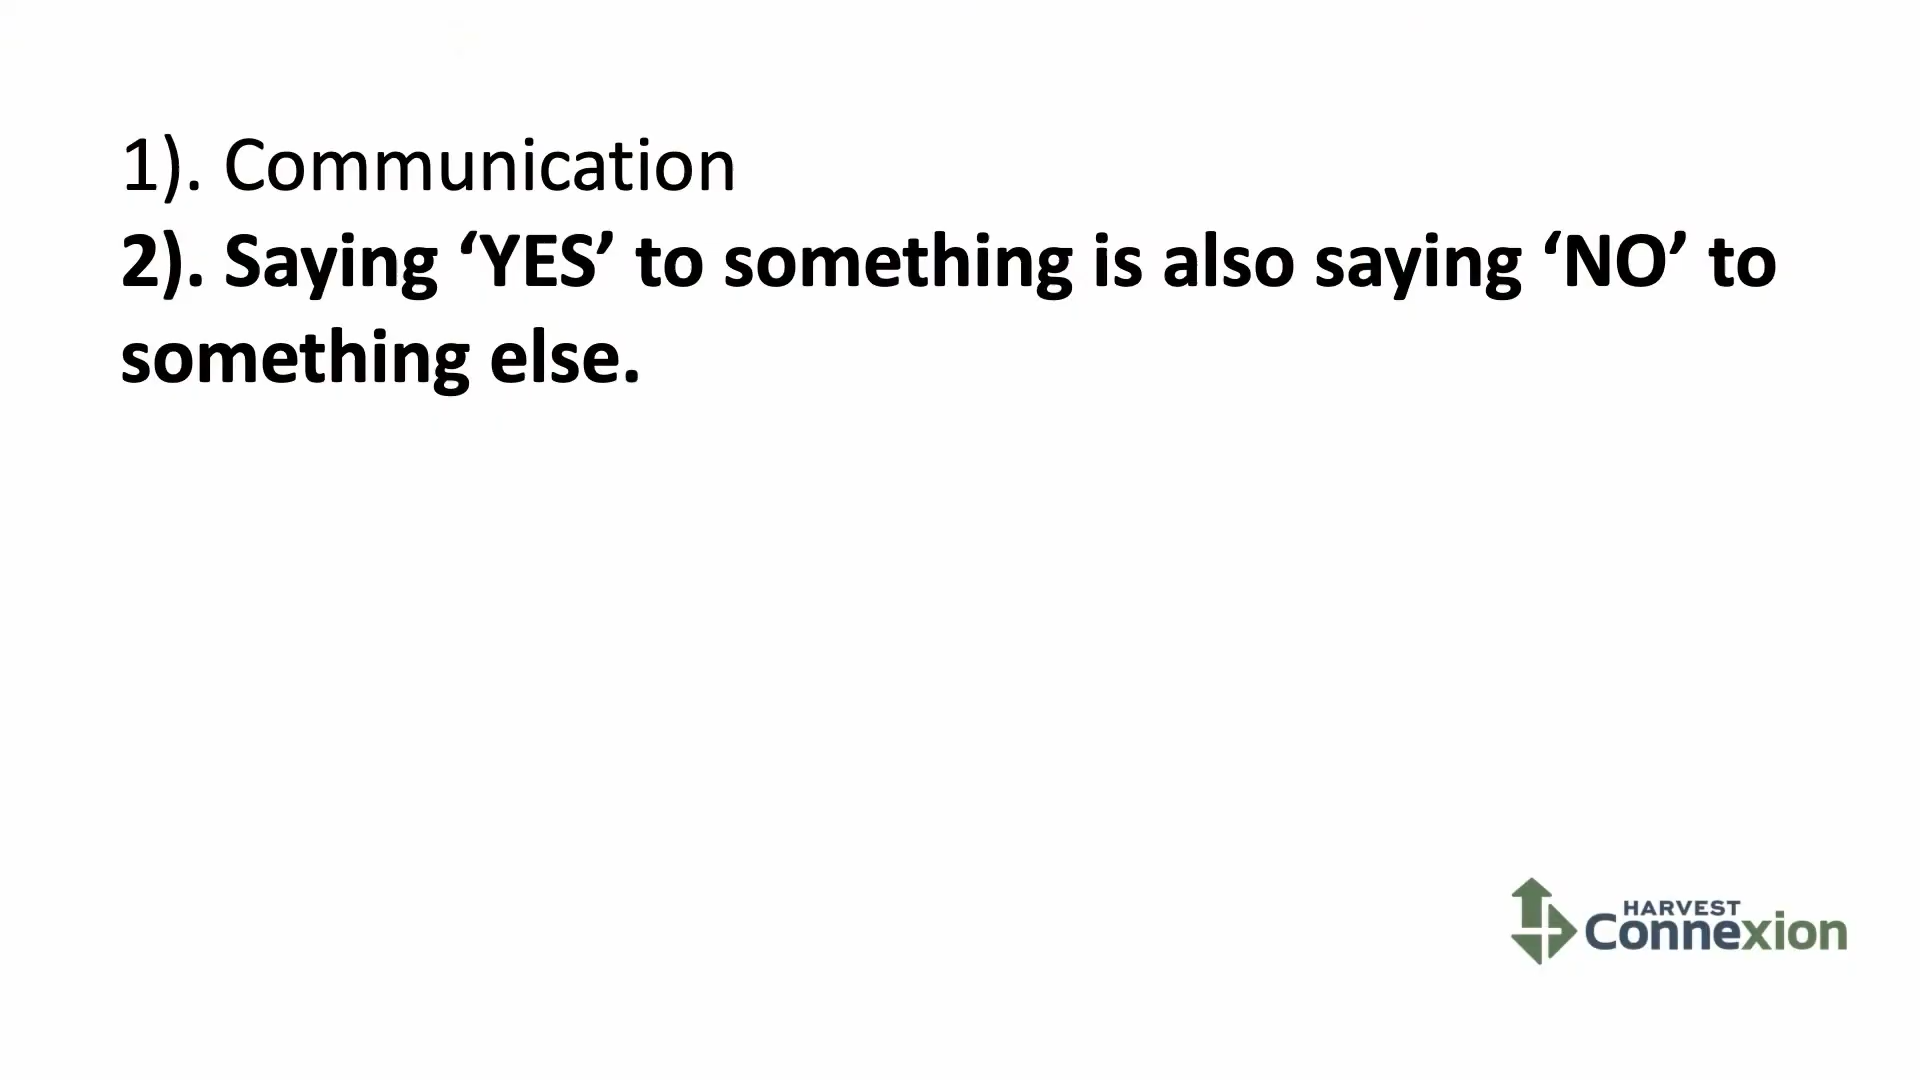 1). Communication
2). Saying ‘YES’ to something is also saying ‘NO’ to
something else.
HARVEST
Connexion